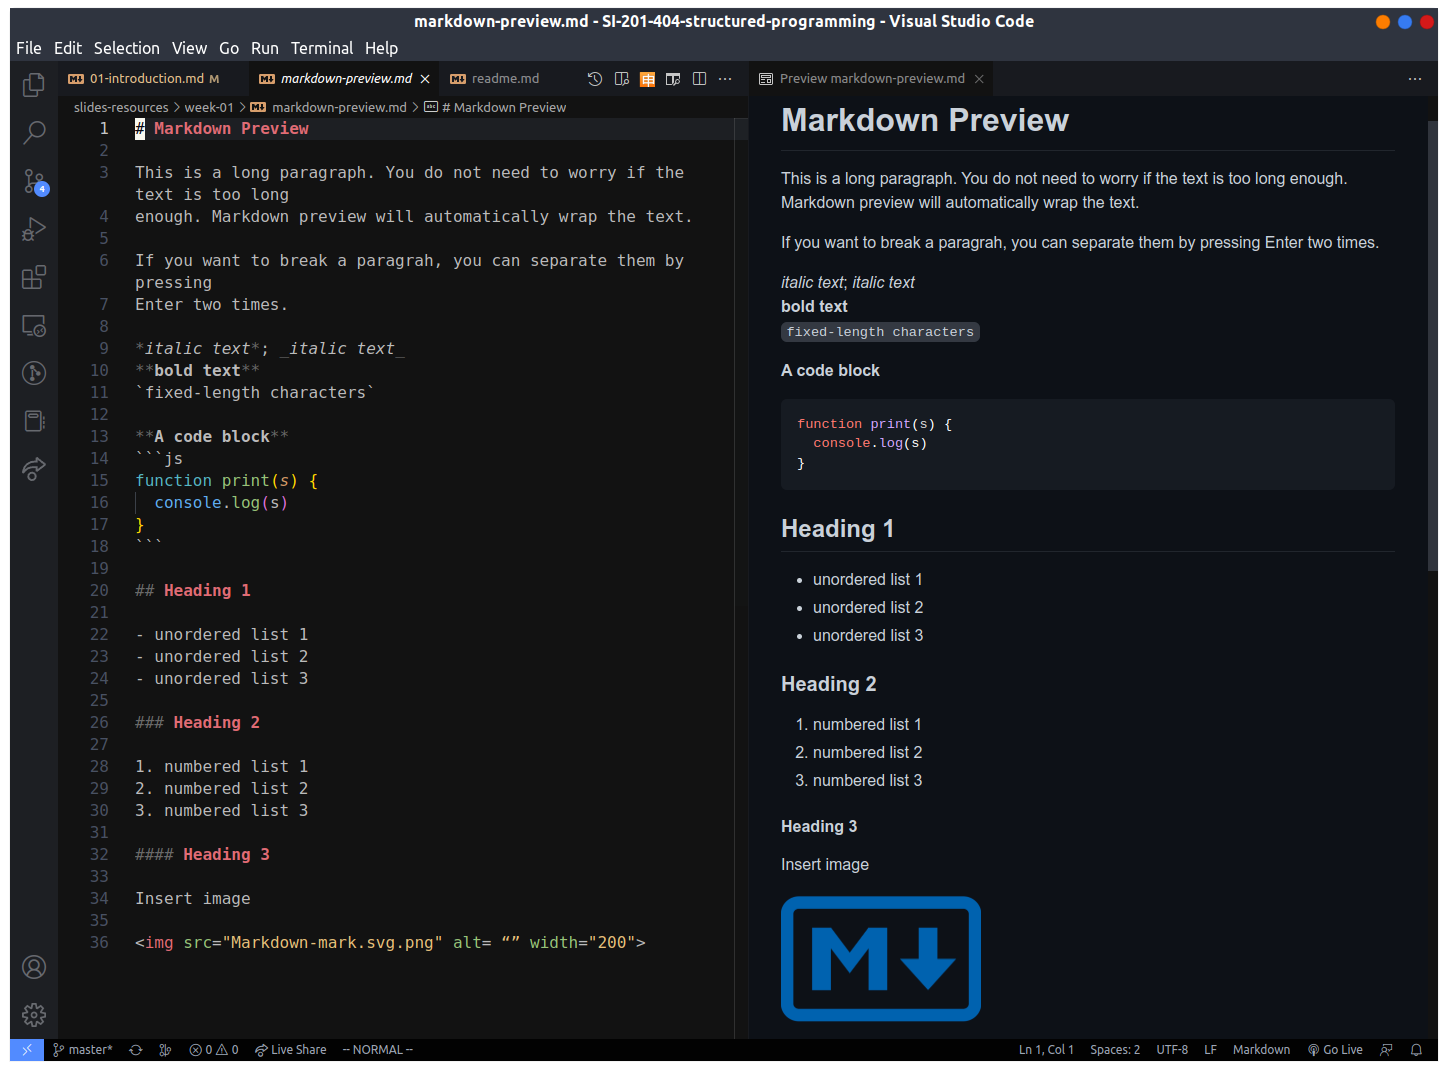 markdown-preview.md - SI-201-404-structured-programming - Visual Studio Code
File Edit Selection View Go Run Terminal Help
01-introduction.md M
markdown-preview.md
readme.md
Preview markdown-preview.md
slides-resources > week-01 > markdown-preview.md > # Markdown Preview
1 # Markdown Preview
2
3 This is a long paragraph. You do not need to worry if the
text is too long
4 enough. Markdown preview will automatically wrap the text.
5
6 If you want to break a paragrah, you can separate them by
pressing
7 Enter two times.
8
9 *italic text*; _italic text_
10 **bold text**
11 `fixed-length characters`
12
13 **A code block**
14 ```js
15 function print(s) {
16   console.log(s)
17 }
18 ```
19
20 ## Heading 1
21
22 - unordered list 1
23 - unordered list 2
24 - unordered list 3
25
26 ### Heading 2
27
28 1. numbered list 1
29 2. numbered list 2
30 3. numbered list 3
31
32 #### Heading 3
33
34 Insert image
35
36 <img src="Markdown-mark.svg.png" alt= “” width="200">
Markdown Preview
This is a long paragraph. You do not need to worry if the text is too long enough.
Markdown preview will automatically wrap the text.
If you want to break a paragrah, you can separate them by pressing Enter two times.
italic text; italic text
bold text
fixed-length characters
A code block
function print(s) {
  console.log(s)
}
Heading 1
• unordered list 1
• unordered list 2
• unordered list 3
Heading 2
1. numbered list 1
2. numbered list 2
3. numbered list 3
Heading 3
Insert image
M
4
master* 0 0 Live Share -- NORMAL --
Ln 1, Col 1 Spaces: 2 UTF-8 LF Markdown Go Live